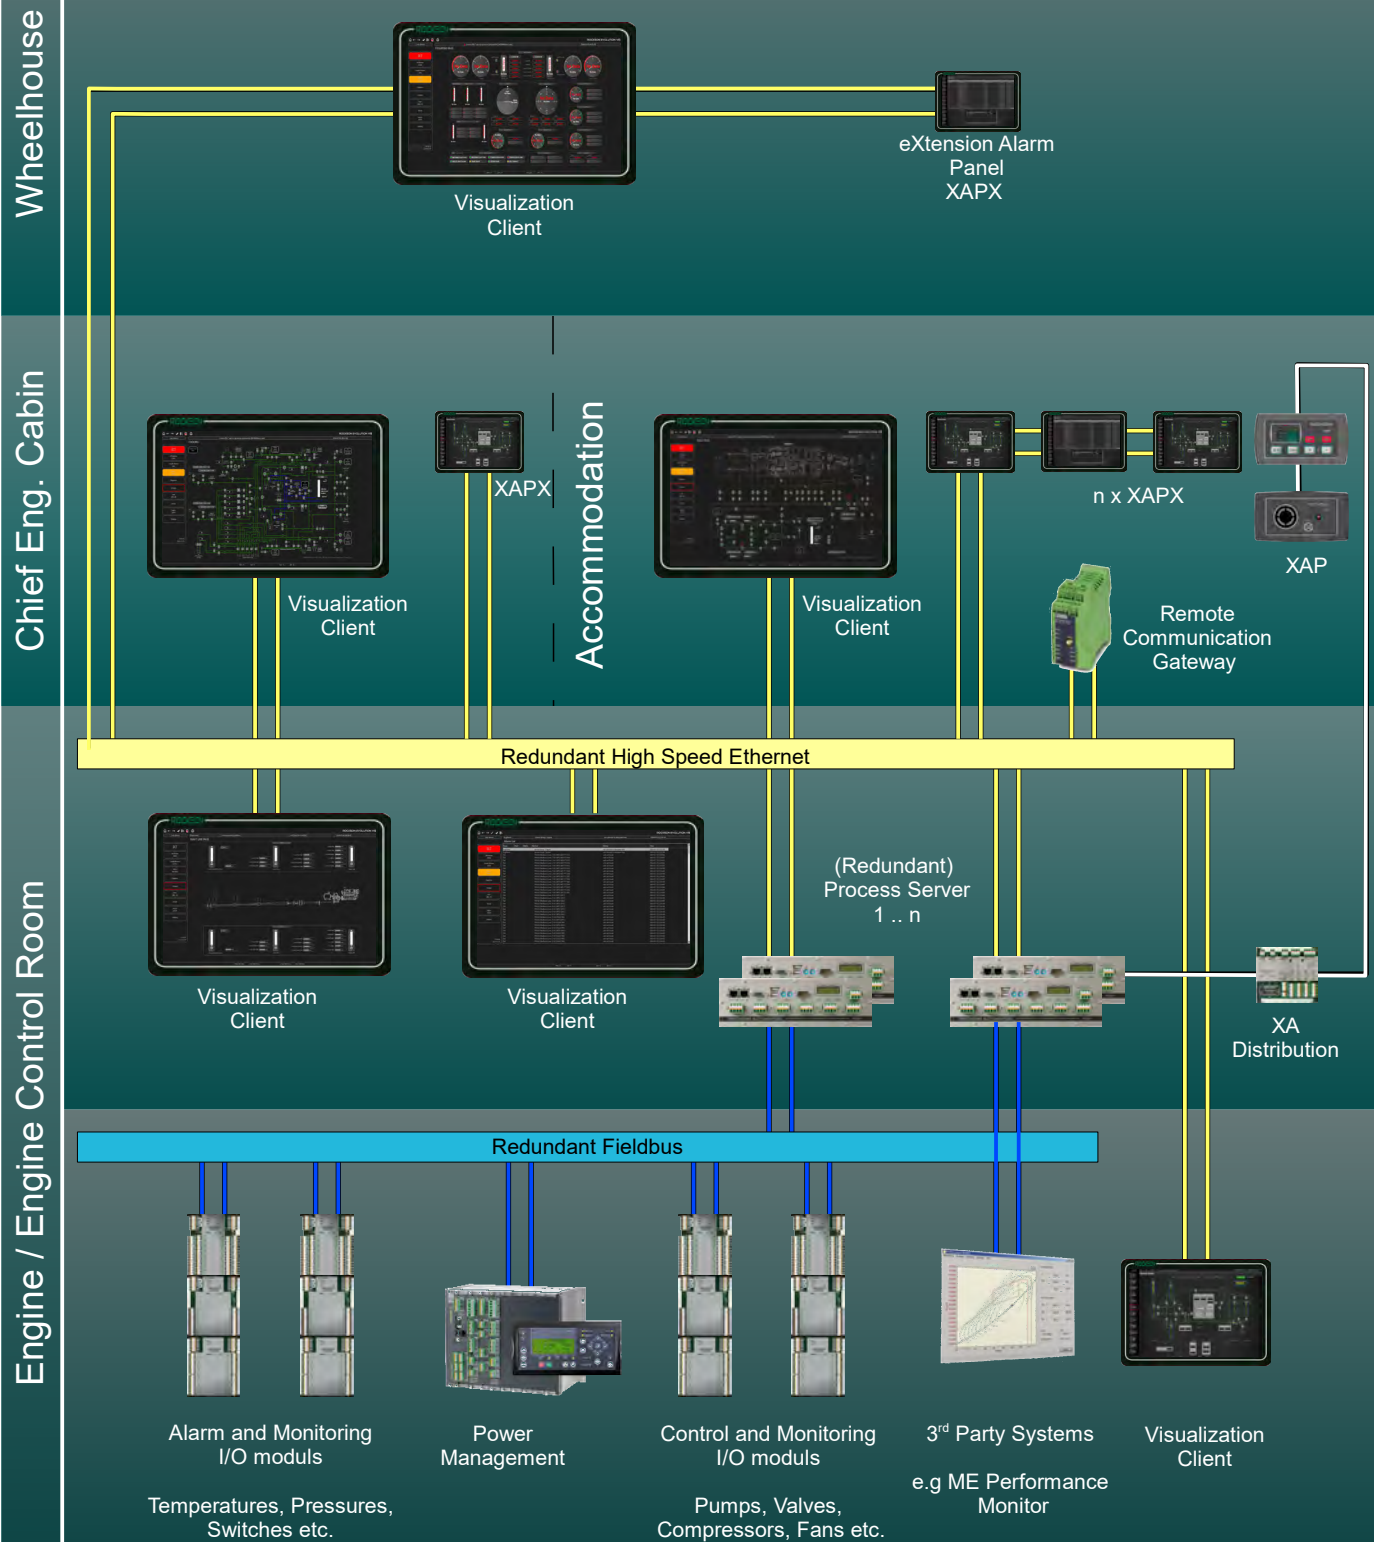 Wheelhouse
Visualization
Client
eXtension Alarm
Panel
XAPX
Chief Eng. Cabin
Visualization
Client
XAPX
Accommodation
Visualization
Client
n x XAPX
XAP
Remote
Communication
Gateway
Engine / Engine Control Room
Redundant High Speed Ethernet
Visualization
Client
Visualization
Client
(Redundant)
Process Server
1 .. n
XA
Distribution
Redundant Fieldbus
Alarm and Monitoring
I/O moduls
Temperatures, Pressures,
Switches etc.
Power
Management
Control and Monitoring
I/O moduls
Pumps, Valves,
Compressors, Fans etc.
3rd Party Systems
e.g ME Performance
Monitor
Visualization
Client